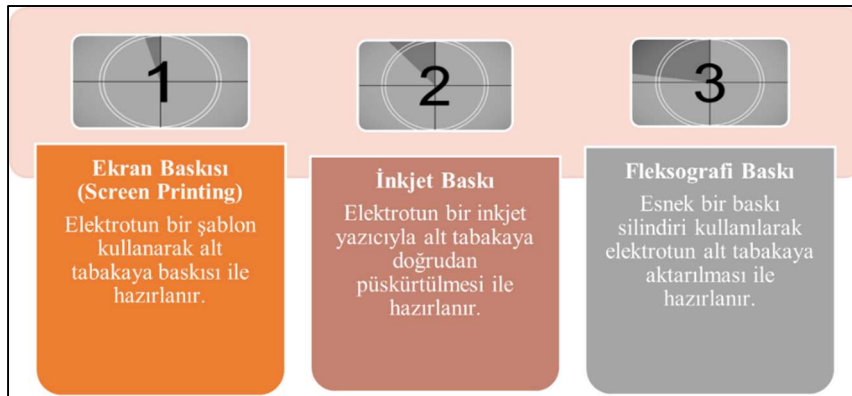 1
Ekran Baskısı
(Screen Printing)
Elektrotun bir şablon
kullanarak alt
tabakaya baskısı ile
hazırlanır.
2
İnkjet Baskı
Elektrotun bir inkjet
yazıcıyla alt tabakaya
doğrudan
püskürtülmesi ile
hazırlanır.
3
Fleksografi Baskı
Esnek bir baskı
silindiri kullanılarak
elektrotun alt tabakaya
aktarılması ile
hazırlanır.